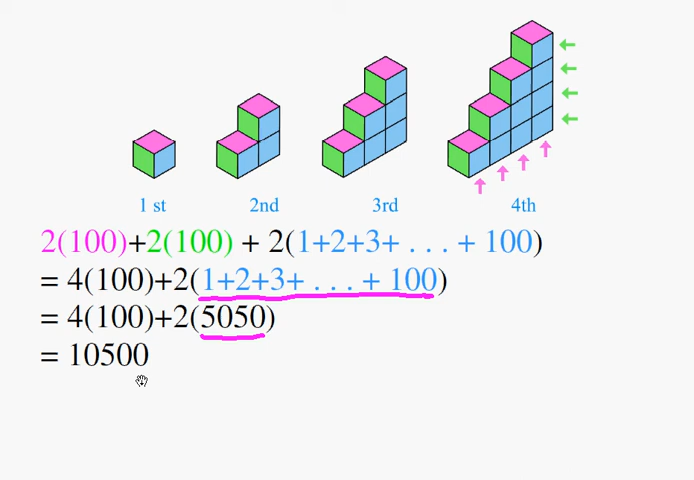 1 st 2nd 3rd 4th
2(100)+2(100) + 2(1+2+3+ . . . + 100)
= 4(100)+2(1+2+3+ . . . + 100)
= 4(100)+2(5050)
= 10500